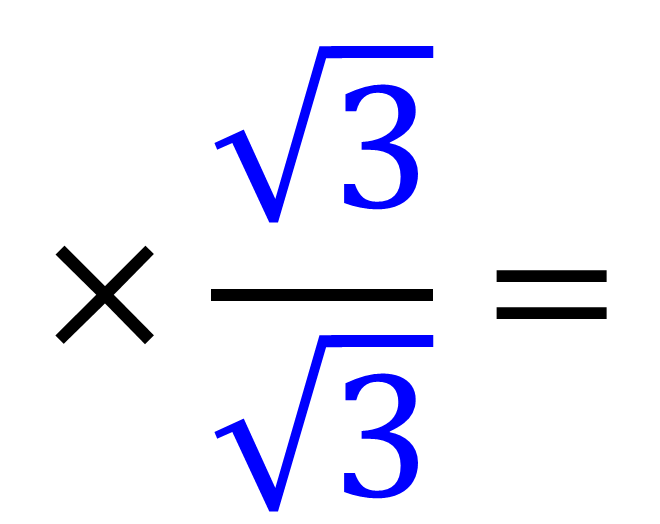 × √3/√3 =